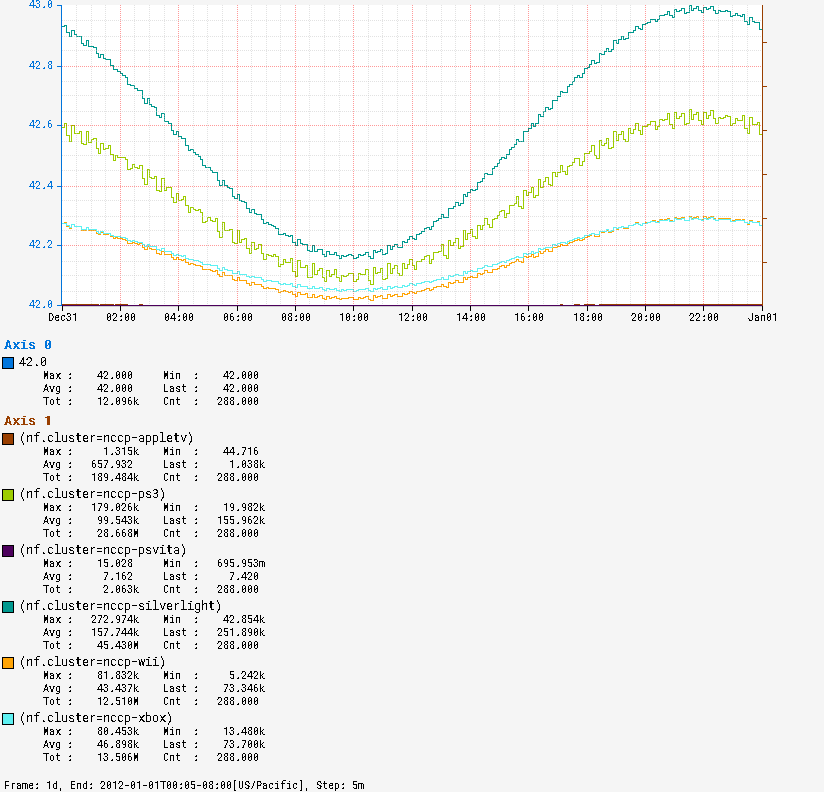 43.0
42.8
42.6
42.4
42.2
42.0
Dec31 02:00 04:00 06:00 08:00 10:00 12:00 14:00 16:00 18:00 20:00 22:00 Jan01
Axis 0
42.0
Max : 42.000 Min : 42.000
Avg : 42.000 Last : 42.000
Tot : 12.096k Cnt : 288.000
Axis 1
(nf.cluster=nccp-appletv)
Max : 1.315k Min : 44.716
Avg : 657.932 Last : 1.038k
Tot : 189.484k Cnt : 288.000
(nf.cluster=nccp-ps3)
Max : 179.026k Min : 19.982k
Avg : 99.543k Last : 155.962k
Tot : 28.668M Cnt : 288.000
(nf.cluster=nccp-psvita)
Max : 15.028 Min : 695.953m
Avg : 7.162 Last : 7.420
Tot : 2.063k Cnt : 288.000
(nf.cluster=nccp-silverlight)
Max : 272.974k Min : 42.854k
Avg : 157.744k Last : 251.890k
Tot : 45.430M Cnt : 288.000
(nf.cluster=nccp-wii)
Max : 81.832k Min : 5.242k
Avg : 43.437k Last : 73.346k
Tot : 12.510M Cnt : 288.000
(nf.cluster=nccp-xbox)
Max : 80.453k Min : 13.480k
Avg : 46.898k Last : 73.700k
Tot : 13.506M Cnt : 288.000
Frame: 1d, End: 2012-01-01T00:05-08:00[US/Pacific], Step: 5m